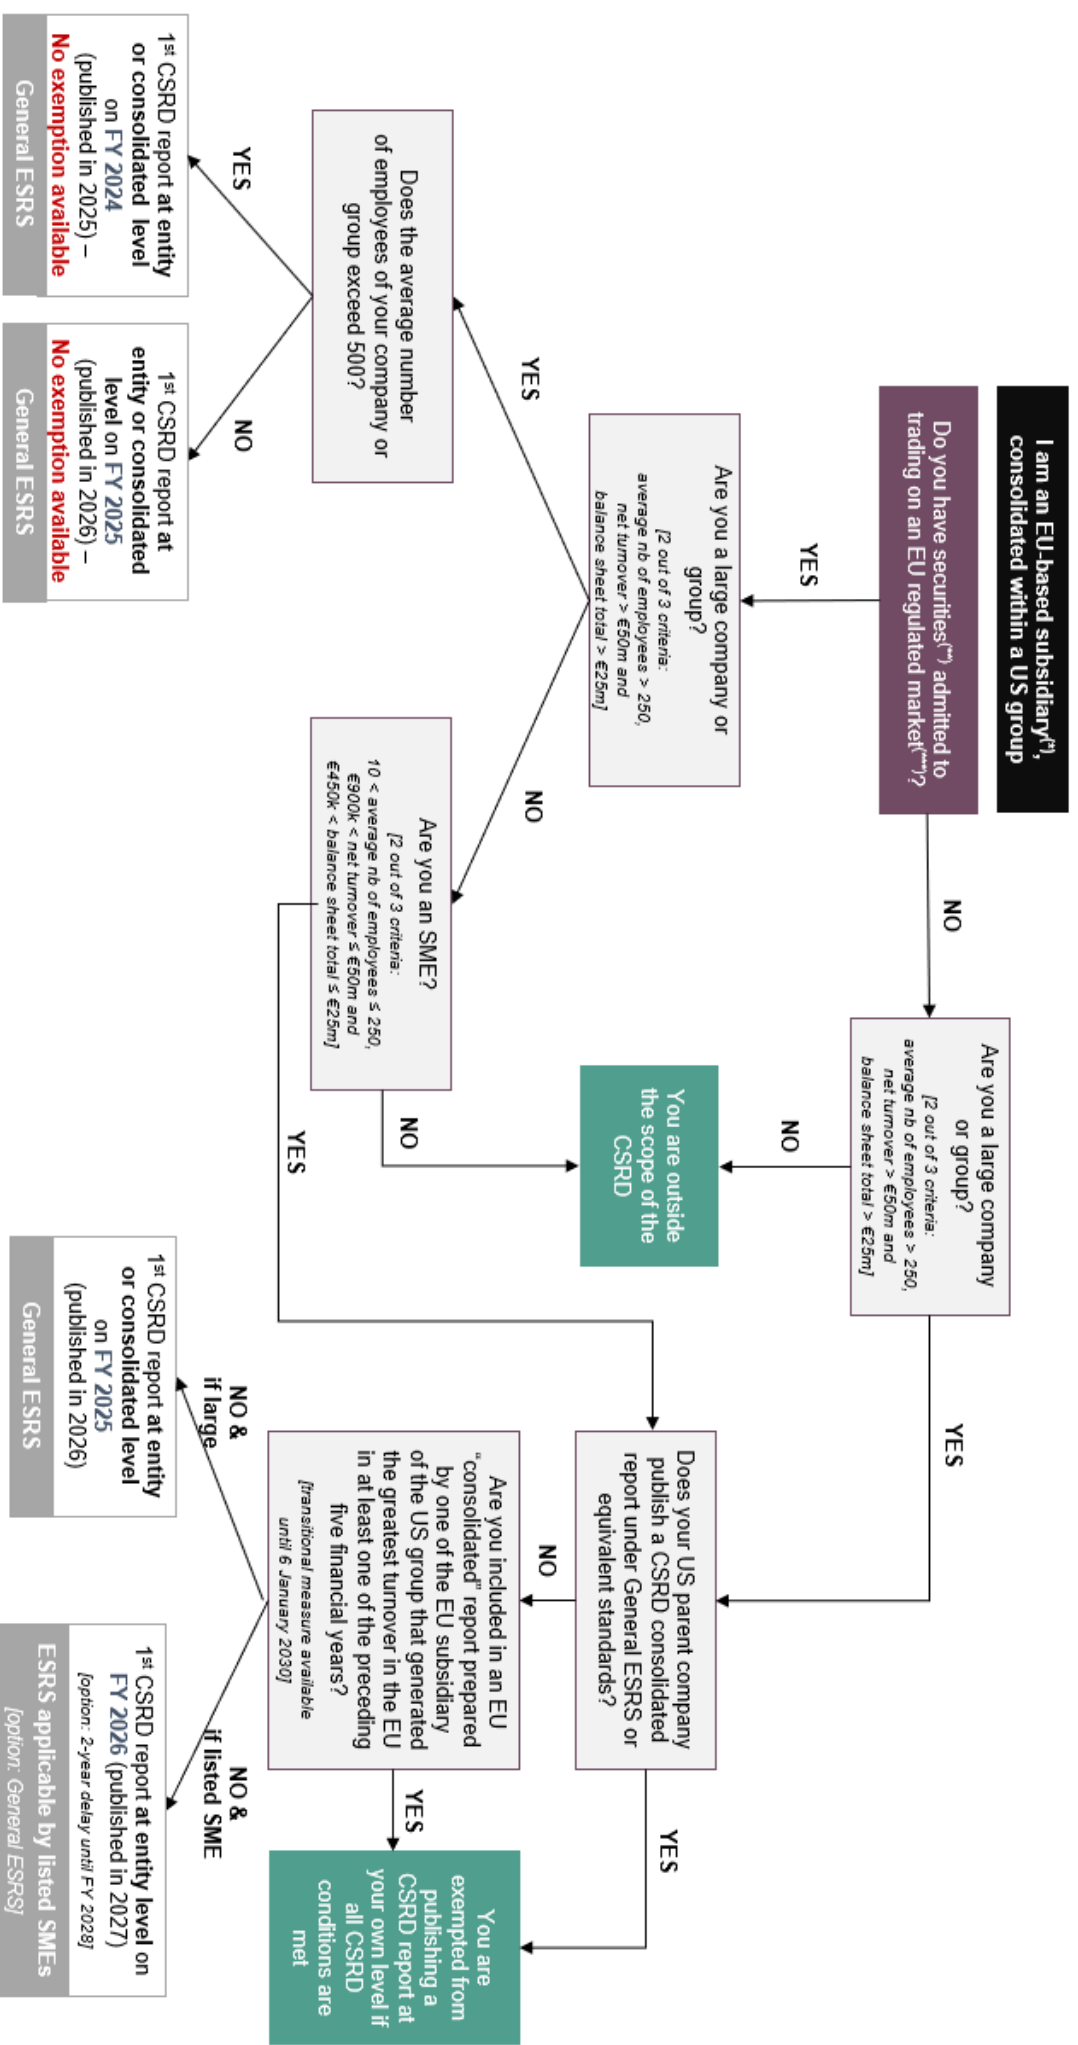 I am an EU-based subsidiary(*),
consolidated within a US group
Do you have securities(**) admitted to
trading on an EU regulated market(***)?
YES
NO
Are you a large company or
group?
[2 out of 3 criteria:
average nb of employees > 250,
net turnover > €50m and
balance sheet total > €25m]
Are you a large company
or group?
[2 out of 3 criteria:
average nb of employees > 250,
net turnover > €50m and
balance sheet total > €25m]
YES
NO
NO
YES
Does the average number
of employees of your company or
group exceed 500?
Are you an SME?
[2 out of 3 criteria:
10 < average nb of employees ≤ 250,
€900k < net turnover ≤ €50m and
€450k < balance sheet total ≤ €25m]
You are outside
the scope of the
CSRD
Does your US parent company
publish a CSRD consolidated
report under General ESRS or
equivalent standards?
NO
YES
NO
YES
Are you included in an EU
“consolidated” report prepared
by one of the EU subsidiary
of the US group that generated
the greatest turnover in the EU
in at least one of the preceding
five financial years?
[transitional measure available
until 6 January 2030]
YES
You are
exempted from
publishing a
CSRD report at
your own level if
all CSRD
conditions are
met
YES
NO
NO &
if large
NO &
if listed SME
1st CSRD report at entity
or consolidated level
on FY 2024
(published in 2025) –
No exemption available
General ESRS
1st CSRD report at
entity or consolidated
level on FY 2025
(published in 2026) –
No exemption available
General ESRS
1st CSRD report at entity
or consolidated level
on FY 2025
(published in 2026)
General ESRS
1st CSRD report at entity level on
FY 2026 (published in 2027)
[option: 2-year delay until FY 2028]
ESRS applicable by listed SMEs
[option: General ESRS]